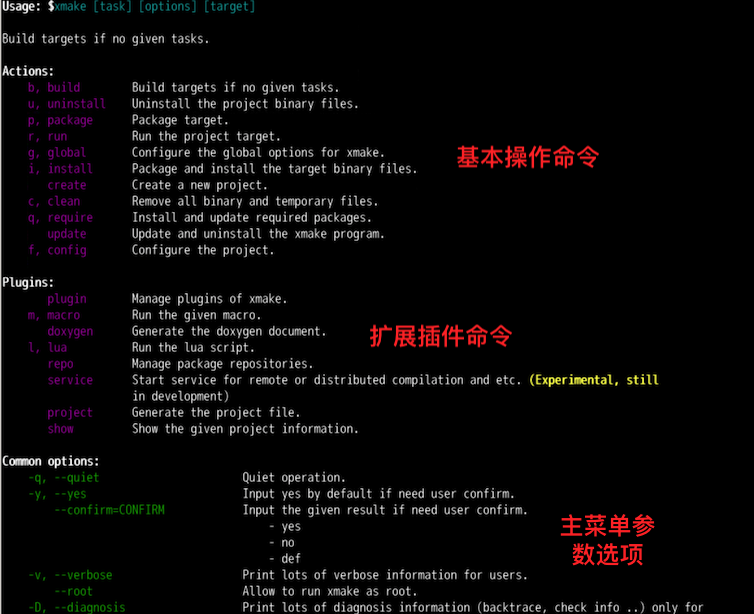 Usage: $xmake [task] [options] [target]
Build targets if no given tasks.
Actions:
b, build Build targets if no given tasks.
u, uninstall Uninstall the project binary files.
p, package Package target.
r, run Run the project target.
g, global Configure the global options for xmake.
i, install Package and install the target binary files.
create Create a new project.
c, clean Remove all binary and temporary files.
q, require Install and update required packages.
update Update and uninstall the xmake program.
f, config Configure the project.
基本操作命令
Plugins:
plugin Manage plugins of xmake.
m, macro Run the given macro.
doxygen Generate the doxygen document.
l, lua Run the lua script.
repo Manage package repositories.
service Start service for remote or distributed compilation and etc. (Experimental, still
in development)
project Generate the project file.
show Show the given project information.
扩展插件命令
Common options:
-q, --quiet Quiet operation.
-y, --yes Input yes by default if need user confirm.
--confirm=CONFIRM Input the given result if need user confirm.
- yes
- no
- def
-v, --verbose Print lots of verbose information for users.
--root Allow to run xmake as root.
-D, --diagnosis Print lots of diagnosis information (backtrace, check info ..) only for
主菜单参
数选项